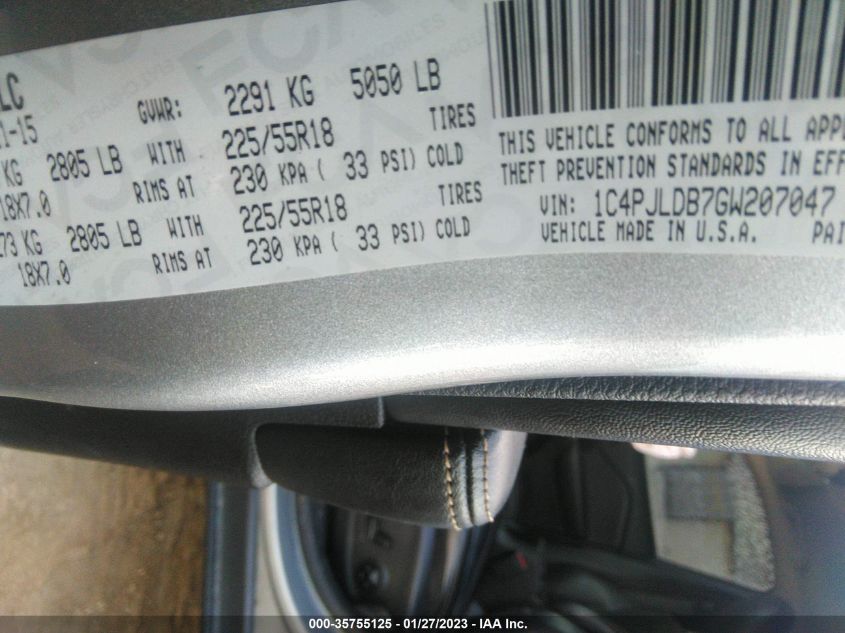 LC
GVWR: 2291 KG 5050 LB
1-15
KG 2805 LB WITH 225/55R18 TIRES
18X7.0 RIMS AT 230 KPA ( 33 PSI) COLD
273 KG 2805 LB WITH 225/55R18 TIRES
18X7.0 RIMS AT 230 KPA ( 33 PSI) COLD
THIS VEHICLE CONFORMS TO ALL APPL
THEFT PREVENTION STANDARDS IN EFF
VIN: 1C4PJLDB7GW207047
VEHICLE MADE IN U.S.A. PAI
000-35755125 | 01/27/2023 - IAA Inc.